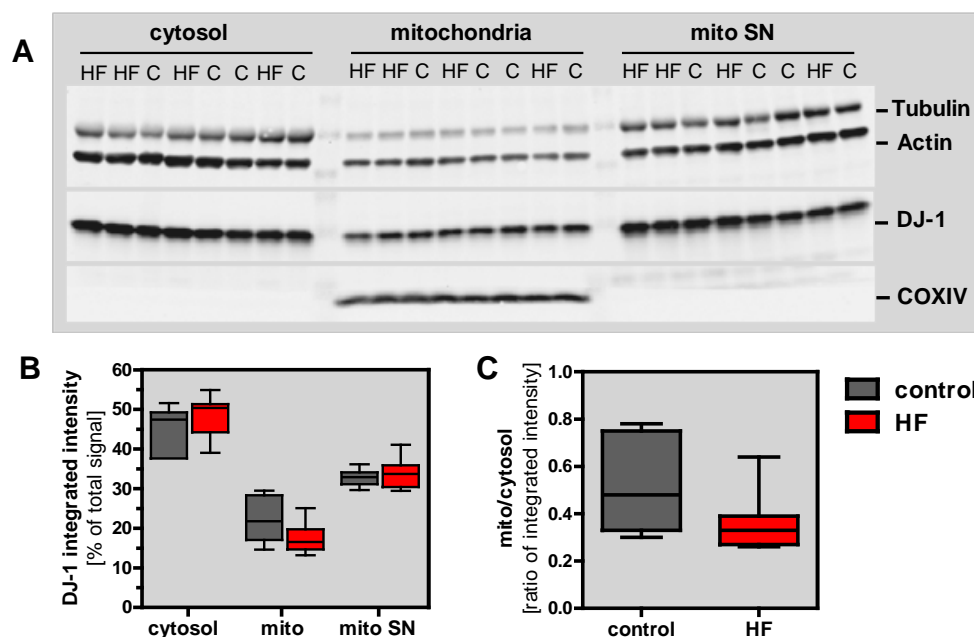 A
cytosol mitochondria mito SN
HF HF C HF C C HF C HF HF C HF C C HF C HF HF C HF C C HF C
Tubulin
Actin
DJ-1
COXIV
B
DJ-1 integrated intensity
[% of total signal]
60
50
40
30
20
10
0
cytosol mito mito SN
C
mito/cytosol
[ratio of integrated intensity]
1.0
0.8
0.6
0.4
0.2
0.0
control HF
control
HF